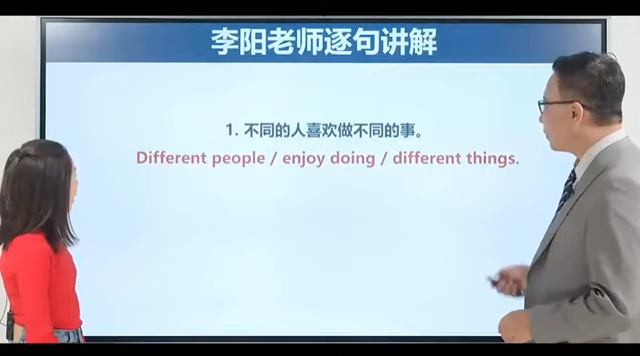 李阳老师逐句讲解
1. 不同的人喜欢做不同的事。
Different people / enjoy doing / different things.